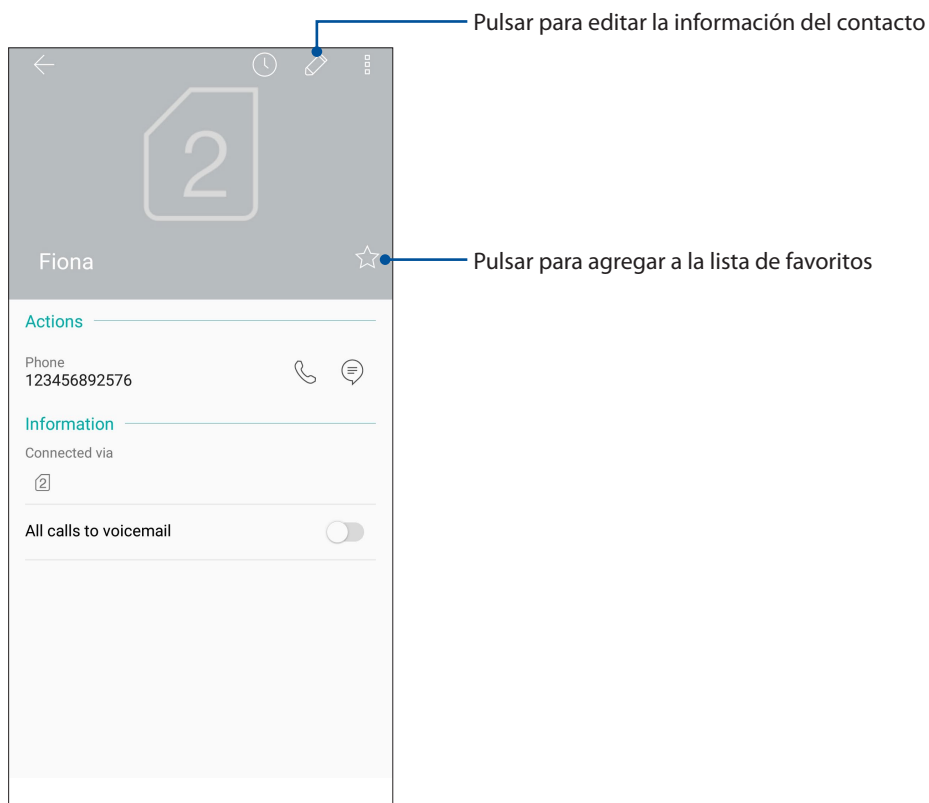 Pulsar para editar la información del contacto
2
Fiona
Pulsar para agregar a la lista de favoritos
Actions
Phone
123456892576
Information
Connected via
2
All calls to voicemail